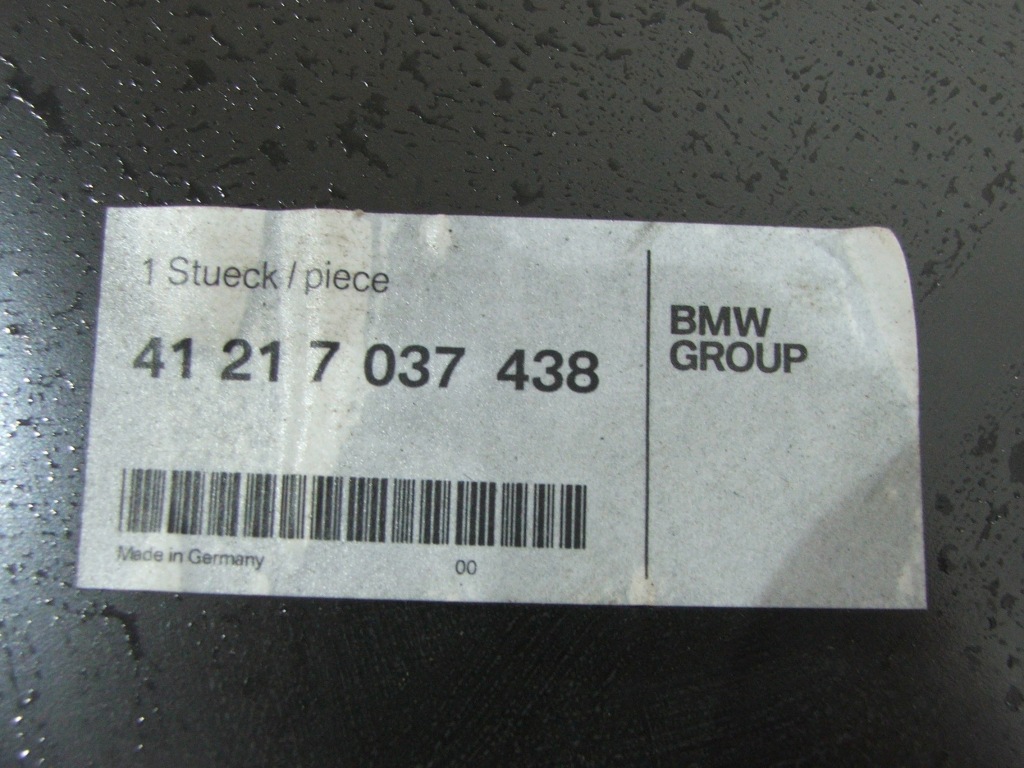 1 Stueck / piece
41 21 7 037 438
BMW
GROUP
Made in Germany
00